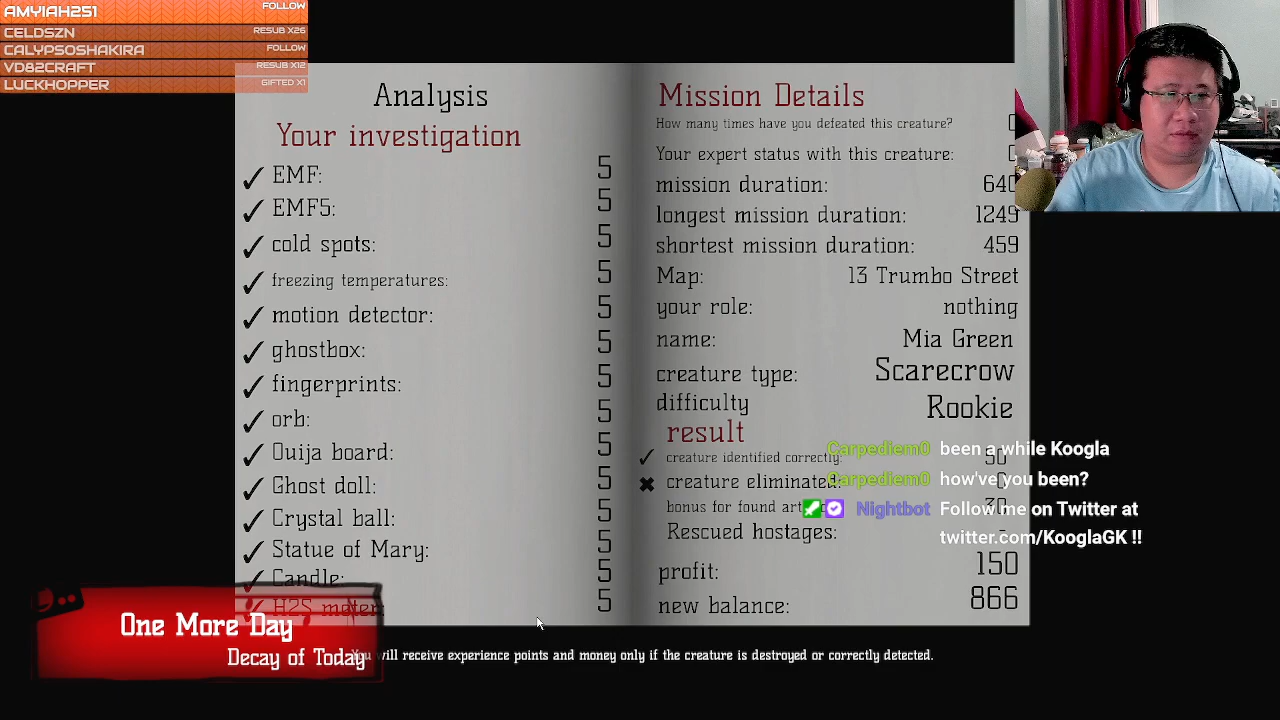 AMYIAH251 FOLLOW
CELDSZN RESUB X26
CALYPSOSHAKIRA FOLLOW
VD82CRAFT RESUB X12
LUCKHOPPER GIFTED X1
Analysis
Your investigation
EMF: 5
EMF5: 5
cold spots: 5
freezing temperatures: 5
motion detector: 5
ghostbox: 5
fingerprints: 5
orb: 5
Ouija board: 5
Ghost doll: 5
Crystal ball: 5
Statue of Mary: 5
Candle: 5
H2S meter: 5
Mission Details
How many times have you defeated this creature?
Your expert status with this creature:
mission duration: 640
longest mission duration: 1249
shortest mission duration: 459
Map: 13 Trumbo Street
your role: nothing
name: Mia Green
creature type: Scarecrow
difficulty Rookie
result
creature identified correctly:
creature eliminated:
bonus for found 30
Rescued hostages: -
profit: 150
new balance: 866
Carpediem0 been a while Koogla
Carpediem0 how've you been?
Nightbot Follow me on Twitter at
twitter.com/KooglaGK !!
One More Day
Decay of Today
You will receive experience points and money only if the creature is destroyed or correctly detected.